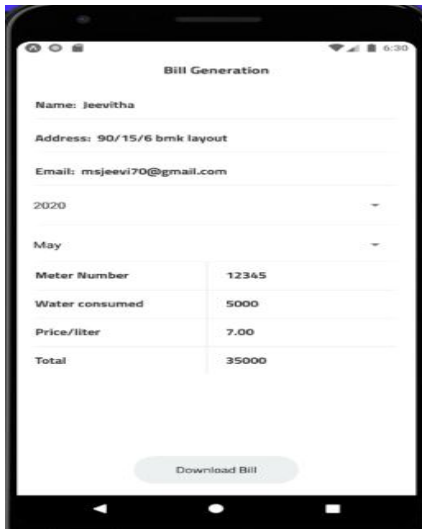 6:30
Bill Generation
Name: Jeevitha
Address: 90/15/6 bmk layout
Email: msjeevi70@gmail.com
2020
May
Meter Number 12345
Water consumed 5000
Price/liter 7.00
Total 35000
Download Bill